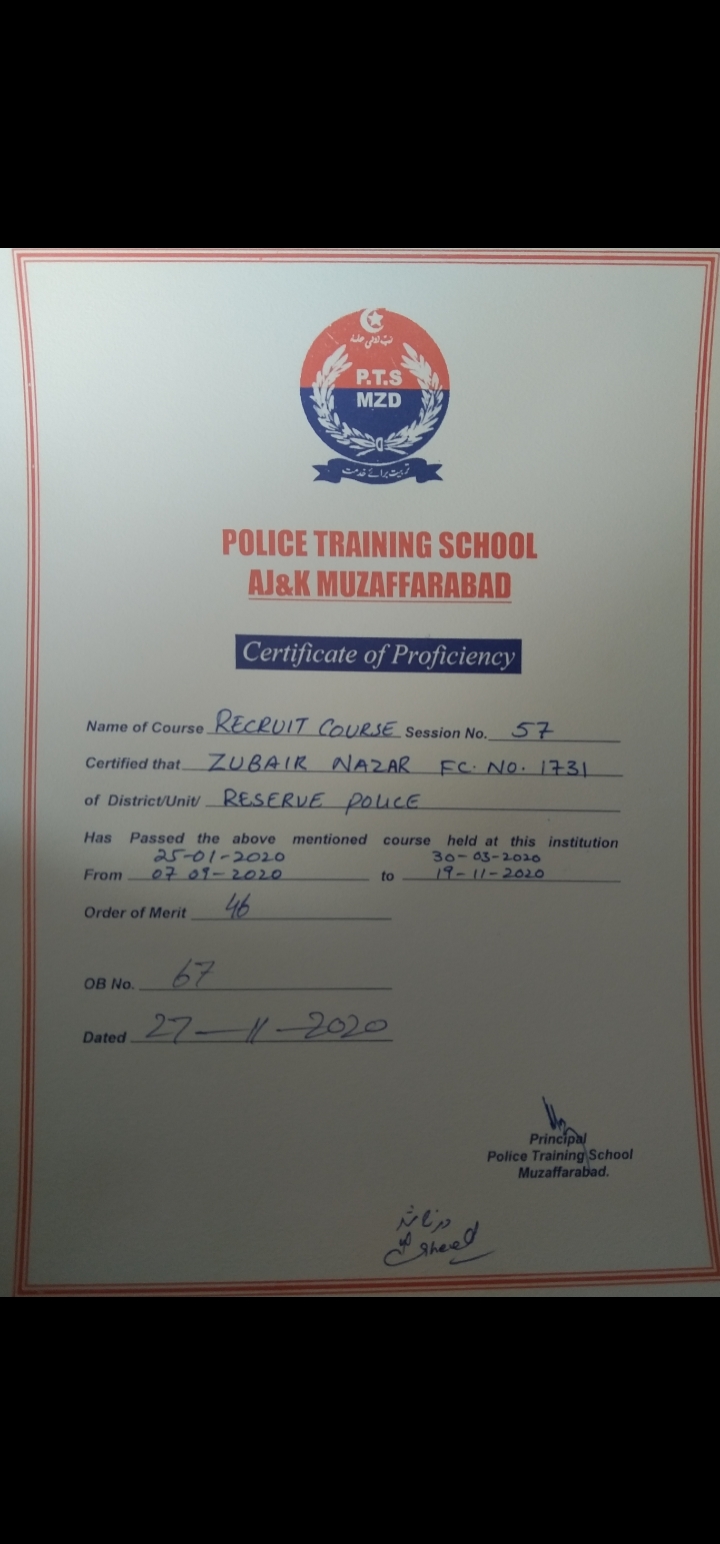 P.T.S
MZD
تربیت برائے خدمت
POLICE TRAINING SCHOOL
AJ&K MUZAFFARABAD
Certificate of Proficiency
Name of Course RECRUIT COURSE Session No. 57
Certified that ZUBAIR NAZAR FC. NO. 1731
of District/Unit/ RESERVE POLICE
Has Passed the above mentioned course held at this institution
25-01-2020 30-03-2020
From 07 09-2020 to 19-11-2020
Order of Merit 46
OB No. 67
Dated 27-11-2020
Principal
Police Training School
Muzaffarabad.